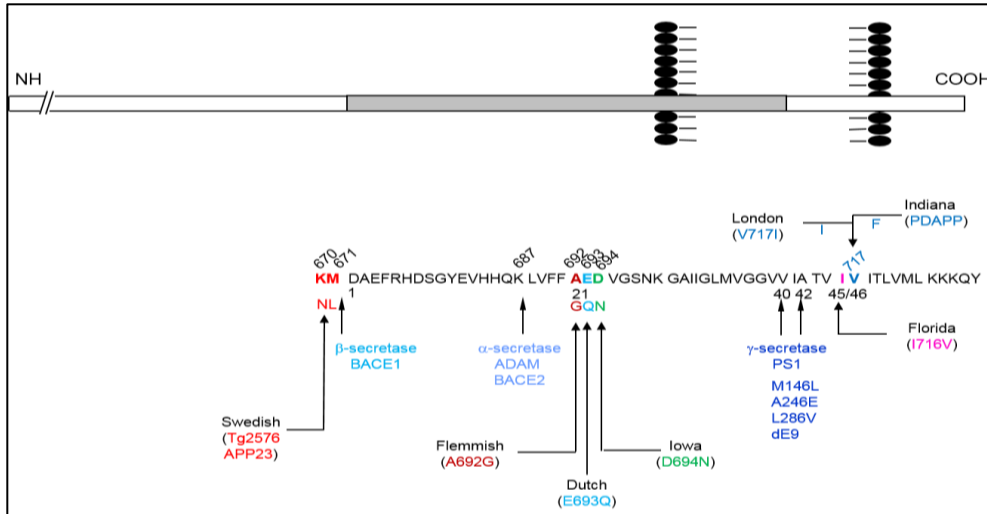 NH
COOH
Indiana
(PDAPP)
London
(V717I)
I
F
670
671
687
692
693
694
717
KM DAEFRHDSGYEVHHQKLVFF AED VGSNK GAIIGLMVGGVV IA TV I V ITLVML KKKQY
1
21
40
42
45/46
NL
GQN
β-secretase
BACE1
α-secretase
ADAM
BACE2
γ-secretase
PS1
M146L
A246E
L286V
dE9
Florida
(I716V)
Swedish
(Tg2576
APP23)
Flemmish
(A692G)
Iowa
(D694N)
Dutch
(E693Q)